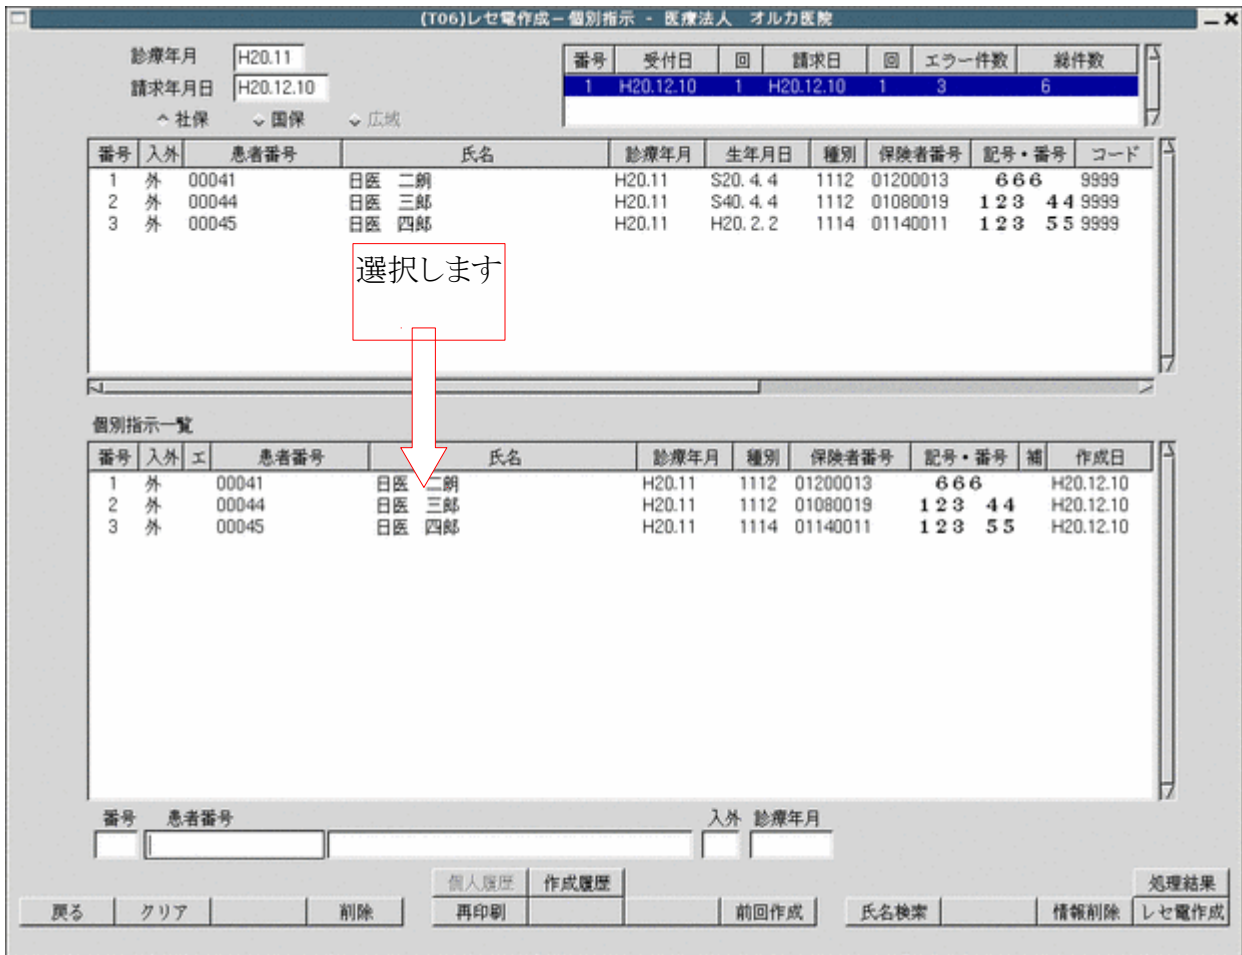 (T06)レセ電作成－個別指示 - 医療法人 オルカ医院
診療年月 H20.11
請求年月日 H20.12.10
社保 国保 広域
番号 受付日 回 請求日 回 エラー件数 総件数
1 H20.12.10 1 H20.12.10 1 3 6
番号 入外 患者番号 氏名 診療年月 生年月日 種別 保険者番号 記号・番号 コード
1 外 00041 日医 二朗 H20.11 S20. 4. 4 1112 01200013 666 9999
2 外 00044 日医 三郎 H20.11 S40. 4. 4 1112 01080019 123 44 9999
3 外 00045 日医 四郎 H20.11 H20. 2. 2 1114 01140011 123 55 9999
選択します
個別指示一覧
番号 入外 エ 患者番号 氏名 診療年月 種別 保険者番号 記号・番号 補 作成日
1 外 00041 日医 二朗 H20.11 1112 01200013 666 H20.12.10
2 外 00044 日医 三郎 H20.11 1112 01080019 123 44 H20.12.10
3 外 00045 日医 四郎 H20.11 1114 01140011 123 55 H20.12.10
番号 患者番号 入外 診療年月
個人履歴 作成履歴 処理結果
戻る クリア 削除 再印刷 前回作成 氏名検索 情報削除 レセ電作成